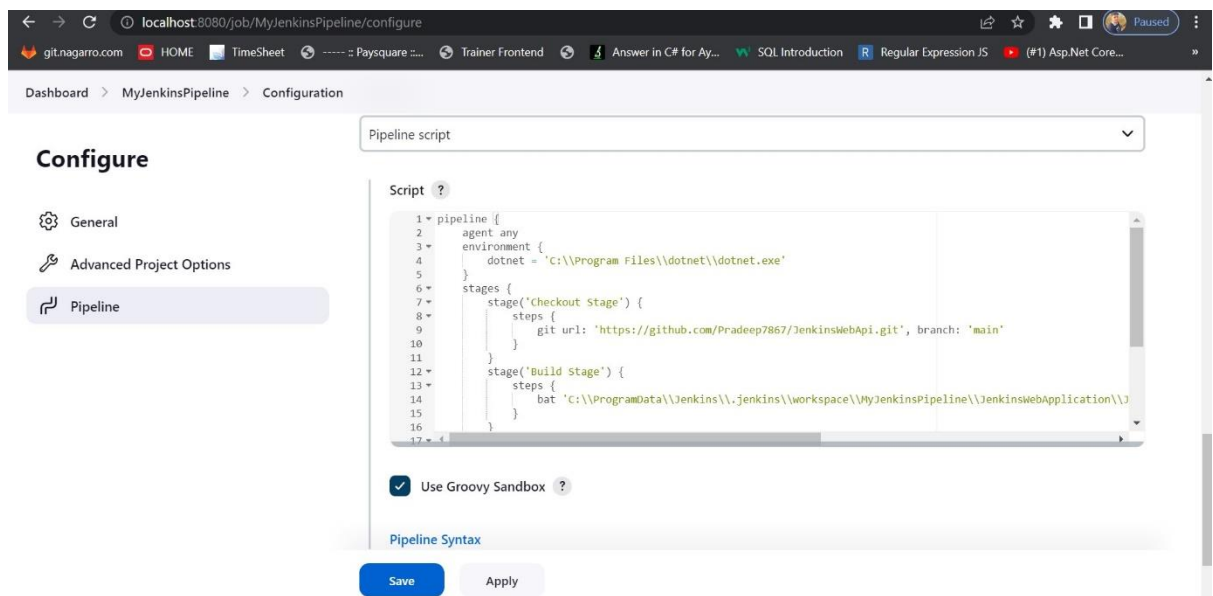 localhost:8080/job/MyJenkinsPipeline/configure
Paused
git.nagarro.com HOME TimeSheet ----- :: Paysquare ::... Trainer Frontend Answer in C# for Ay... SQL Introduction Regular Expression JS (#1) Asp.Net Core... »
Dashboard > MyJenkinsPipeline > Configuration
Configure
General
Advanced Project Options
Pipeline
Pipeline script
Script ?
1 pipeline {
2 agent any
3 environment {
4 dotnet = 'C:\\Program Files\\dotnet\\dotnet.exe'
5 }
6 stages {
7 stage('Checkout Stage') {
8 steps {
9 git url: 'https://github.com/Pradeep7867/JenkinsWebApi.git', branch: 'main'
10 }
11 }
12 stage('Build Stage') {
13 steps {
14 bat 'C:\\ProgramData\\Jenkins\\.jenkins\\workspace\\MyJenkinsPipeline\\JenkinsWebApplication\\J
15 }
16 }
17
Use Groovy Sandbox ?
Pipeline Syntax
Save Apply